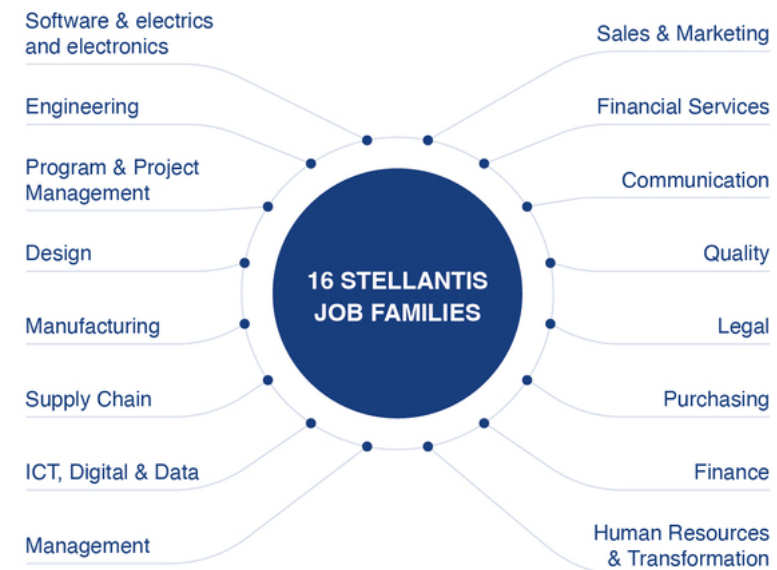 Software & electrics
and electronics
Engineering
Program & Project
Management
Design
Manufacturing
Supply Chain
ICT, Digital & Data
Management
16 STELLANTIS
JOB FAMILIES
Sales & Marketing
Financial Services
Communication
Quality
Legal
Purchasing
Finance
Human Resources
& Transformation